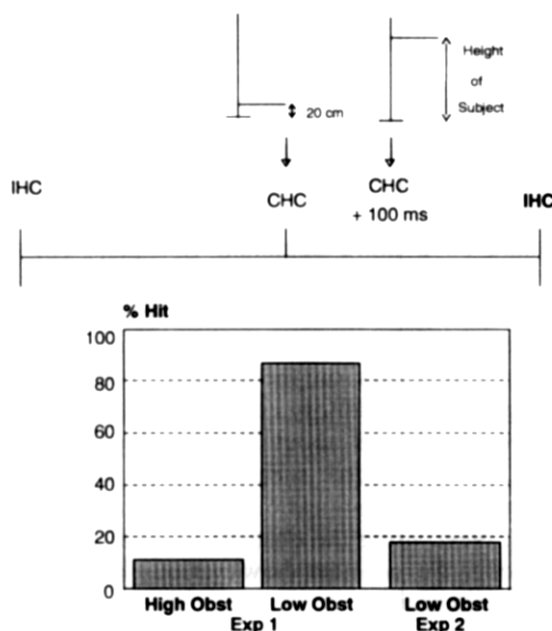 Height
of
Subject
20 cm
IHC
CHC
CHC
+ 100 ms
IHC
% Hit
100
80
60
40
20
0
High Obst Low Obst Low Obst
Exp 1 Exp 2